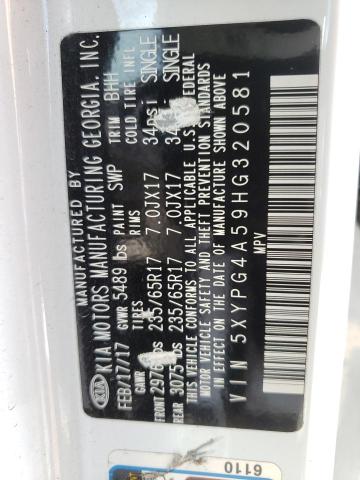 MANUFACTURED BY
KIA KIA MOTORS MANUFACTURING GEORGIA, INC.
FEB/17/17 PAINT SWP TRIM BHH
GVWR 5489 lbs
GAWR TIRES RIMS COLD TIRE INFL
FRONT 2976 lbs 235/65R17 7.0JX17 34psi SINGLE
REAR 3075 lbs 235/65R17 7.0JX17 34 SINGLE
THIS VEHICLE CONFORMS TO ALL APPLICABLE U.S. FEDERAL
MOTOR VEHICLE SAFETY AND THEFT PREVENTION STANDARDS
IN EFFECT ON THE DATE OF MANUFACTURE SHOWN ABOVE.
VIN 5XYPG4A59HG320581
MPV
6110